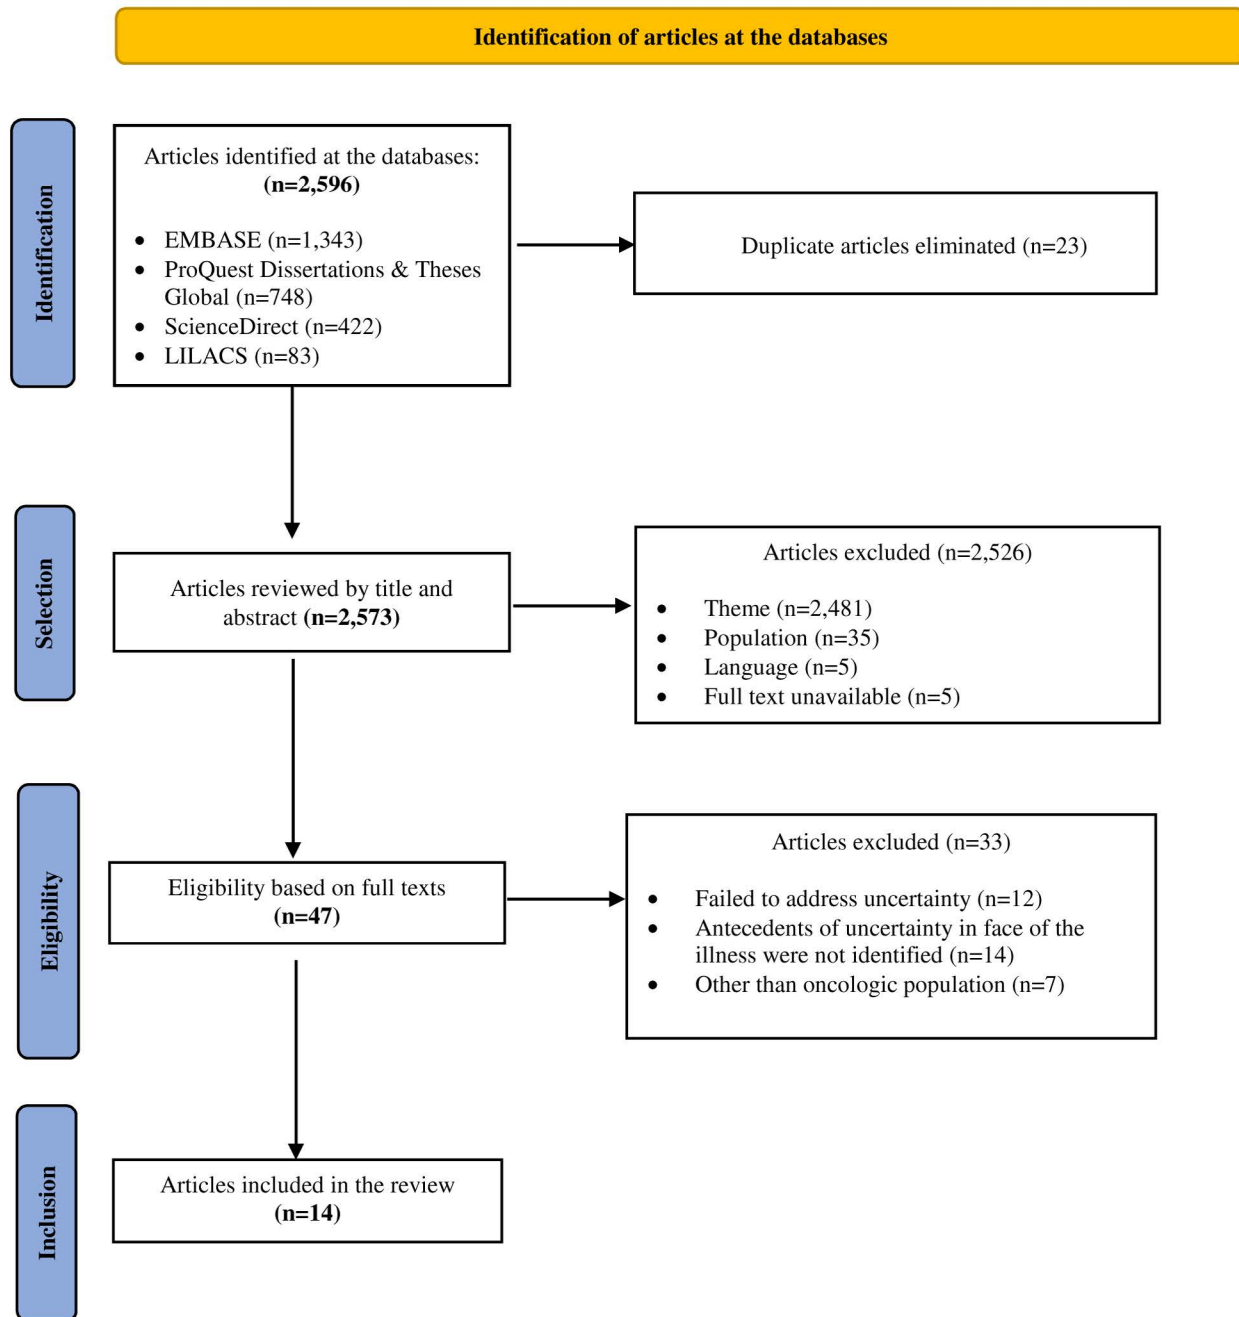 Identification of articles at the databases
Identification
Articles identified at the databases:
(n=2,596)
• EMBASE (n=1,343)
• ProQuest Dissertations & Theses
Global (n=748)
• ScienceDirect (n=422)
• LILACS (n=83)
Duplicate articles eliminated (n=23)
Selection
Articles reviewed by title and
abstract (n=2,573)
Articles excluded (n=2,526)
• Theme (n=2,481)
• Population (n=35)
• Language (n=5)
• Full text unavailable (n=5)
Eligibility
Eligibility based on full texts
(n=47)
Articles excluded (n=33)
• Failed to address uncertainty (n=12)
• Antecedents of uncertainty in face of the
illness were not identified (n=14)
• Other than oncologic population (n=7)
Inclusion
Articles included in the review
(n=14)